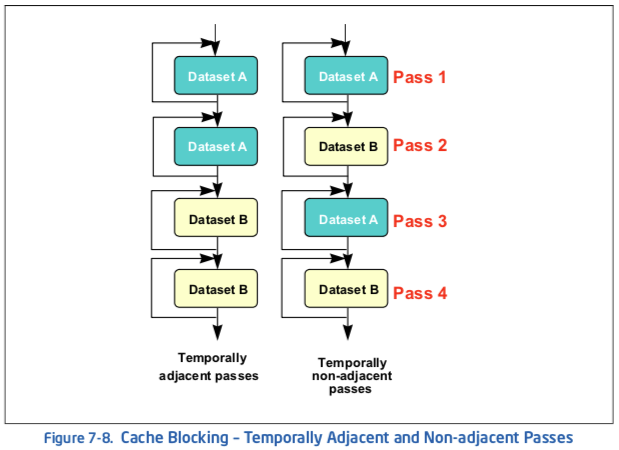 Dataset A
Dataset A
Pass 1
Dataset A
Dataset B
Pass 2
Dataset B
Dataset A
Pass 3
Dataset B
Dataset B
Pass 4
Temporally
adjacent passes
Temporally
non-adjacent
passes
Figure 7-8. Cache Blocking – Temporally Adjacent and Non-adjacent Passes